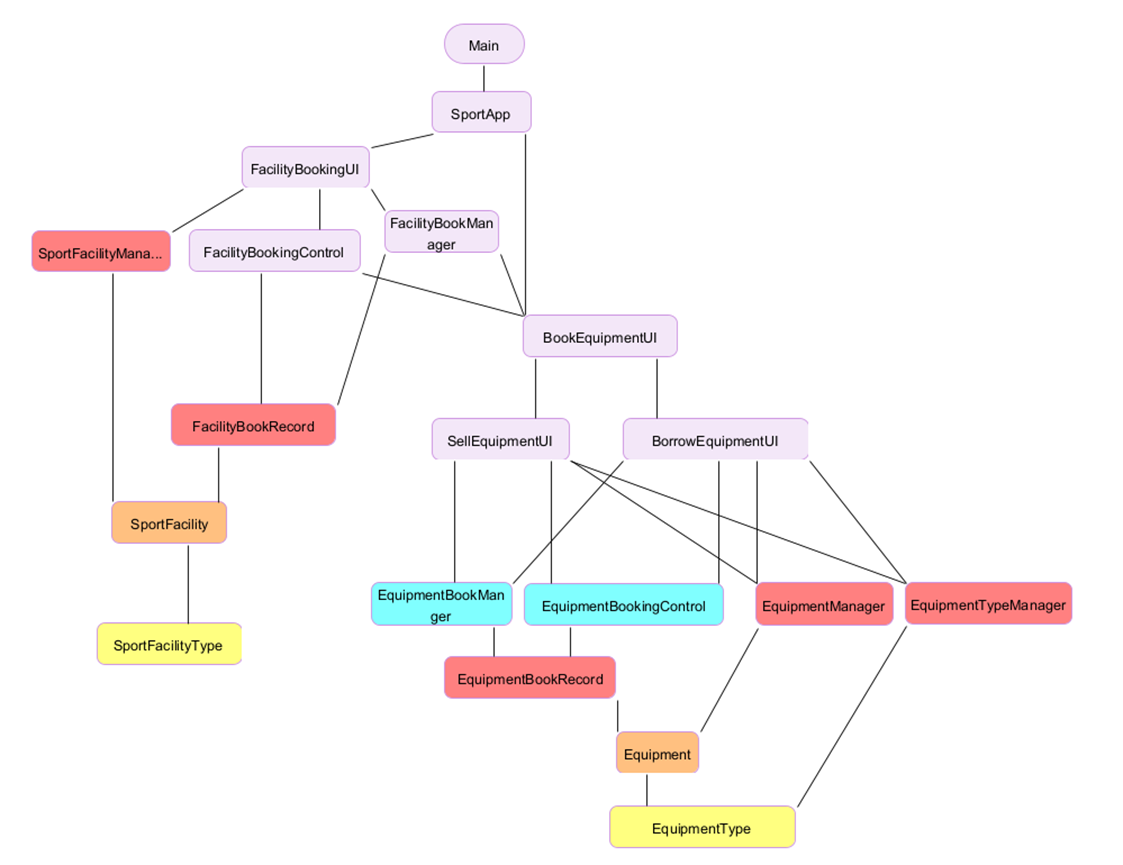 Main
SportApp
FacilityBookingUI
FacilityBookMan
ager
SportFacilityMana...
FacilityBookingControl
BookEquipmentUI
FacilityBookRecord
SellEquipmentUI
BorrowEquipmentUI
SportFacility
EquipmentBookMan
ger
EquipmentBookingControl
EquipmentManager
EquipmentTypeManager
SportFacilityType
EquipmentBookRecord
Equipment
EquipmentType